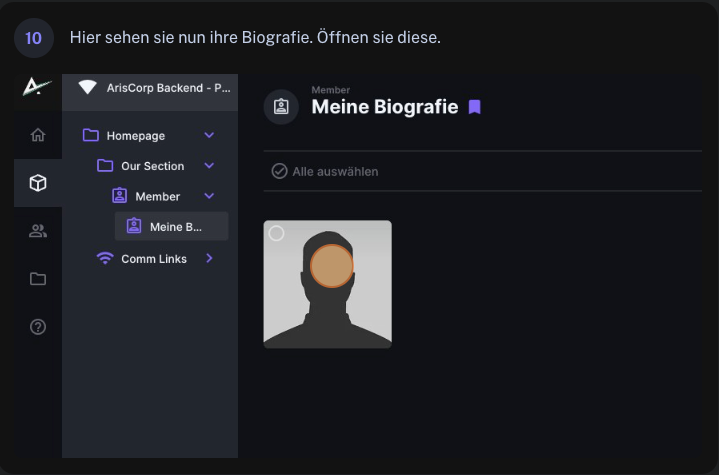 10
Hier sehen sie nun ihre Biografie. Öffnen sie diese.
ArisCorp Backend - P...
Homepage
Our Section
Member
Meine B...
Comm Links
Member
Meine Biografie
Alle auswählen